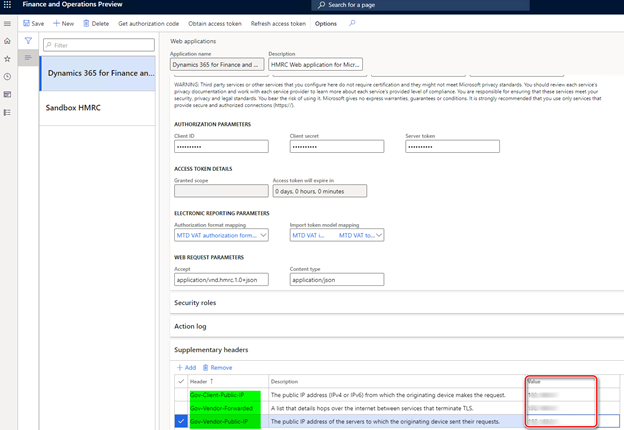 Finance and Operations Preview
Search for a page
Save
New
Delete
Get authorization code
Obtain access token
Refresh access token
Options
Filter
Dynamics 365 for Finance an...
Sandbox HMRC
Web applications
Application name
Description
Dynamics 365 for Finance and ...
HMRC Web application for Micr...
WARNING: Third party services or other services that you configure here do not require certification and they might not meet Microsoft privacy standards. You should review each service's
privacy documentation and work with each service provider to learn more about each service's provided level of compliance. You are responsible for ensuring that these services meet your
security, privacy and legal standards. You bear the risk of using it. Microsoft gives no express warranties, guarantees or conditions. It is strongly recommended that you use only services that
provide secure and authorized connections (https://).
AUTHORIZATION PARAMETERS
Client ID
Client secret
Server token
ACCESS TOKEN DETAILS
Granted scope
Access token will expire in
0 days, 0 hours, 0 minutes
ELECTRONIC REPORTING PARAMETERS
Authorization format mapping
Import token model mapping
MTD VAT authorization form...
MTD VAT i...
MTD VAT to...
WEB REQUEST PARAMETERS
Accept
Content type
application/vnd.hmrc.1.0+json
application/json
Security roles
Action log
Supplementary headers
Add
Remove
Header
Description
Value
Gov-Client-Public-IP
The public IP address (IPv4 or IPv6) from which the originating device makes the request.
Gov-Vendor-Forwarded
A list that details hops over the internet between services that terminate TLS.
Gov-Vendor-Public-IP
The public IP address of the servers to which the originating device sent their requests.